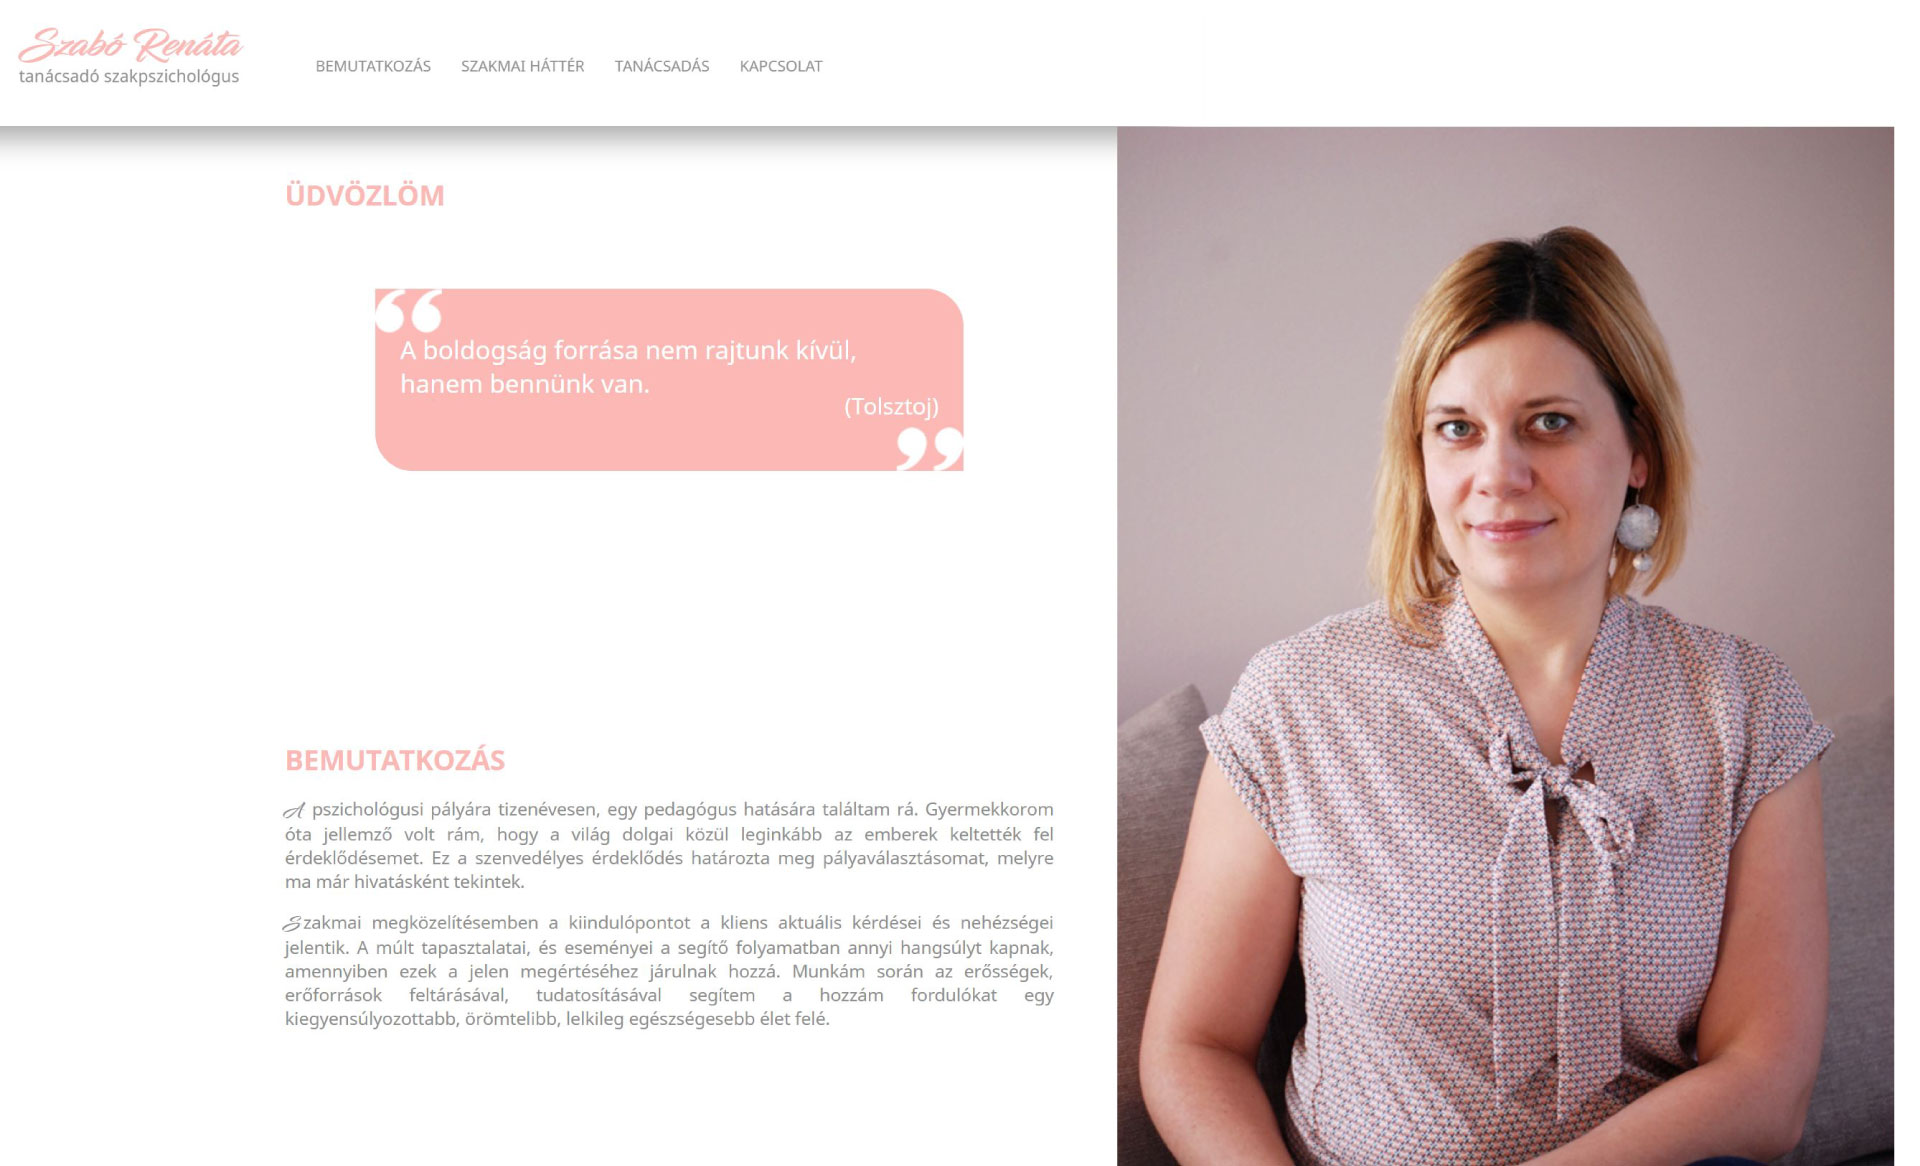 Szabó Renáta
tanácsadó szakpszichológus
BEMUTATKOZÁS SZAKMAI HÁTTÉR TANÁCSADÁS KAPCSOLAT
ÜDVÖZLÖM
“
A boldogság forrása nem rajtunk kívül,
hanem bennünk van.
(Tolsztoj)
”
BEMUTATKOZÁS
A pszichológusi pályára tizenévesen, egy pedagógus hatására találtam rá. Gyermekkorom
óta jellemző volt rám, hogy a világ dolgai közül leginkább az emberek keltették fel
érdeklődésemet. Ez a szenvedélyes érdeklődés határozta meg pályaválasztásomat, melyre
ma már hivatásként tekintek.
Szakmai megközelítésemben a kiindulópontot a kliens aktuális kérdései és nehézségei
jelentik. A múlt tapasztalatai, és eseményei a segítő folyamatban annyi hangsúlyt kapnak,
amennyiben ezek a jelen megértéséhez járulnak hozzá. Munkám során az erősségek,
erőforrások feltárásával, tudatosításával segítem a hozzám fordulókat egy
kiegyensúlyozottabb, örömtelibb, lelkileg egészségesebb élet felé.